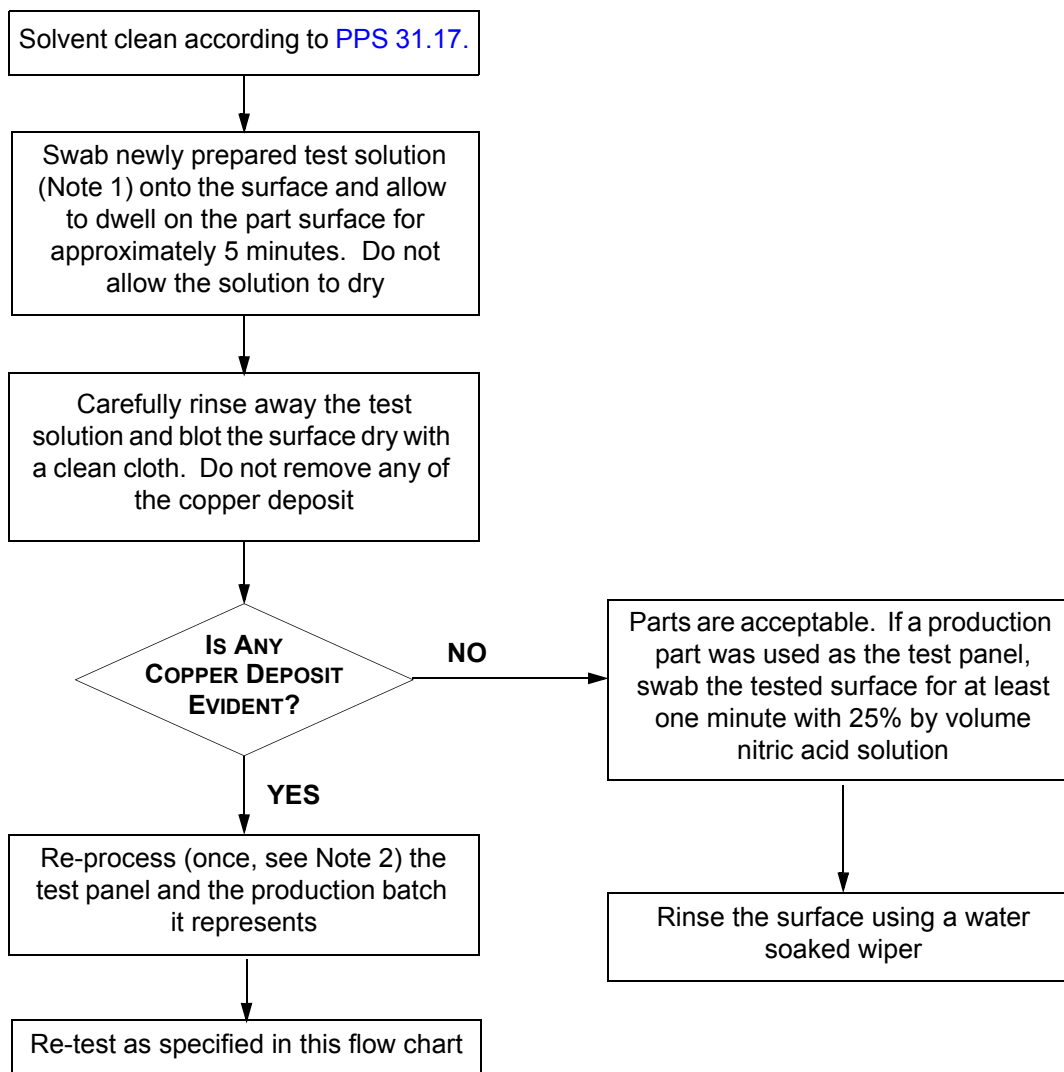 Solvent clean according to PPS 31.17.
Swab newly prepared test solution
(Note 1) onto the surface and allow
to dwell on the part surface for
approximately 5 minutes.  Do not
allow the solution to dry
Carefully rinse away the test
solution and blot the surface dry with
a clean cloth.  Do not remove any of
the copper deposit
IS ANY
COPPER DEPOSIT
EVIDENT?
NO
Parts are acceptable.  If a production
part was used as the test panel,
swab the tested surface for at least
one minute with 25% by volume
nitric acid solution
YES
Re-process (once, see Note 2) the
test panel and the production batch
it represents
Rinse the surface using a water
soaked wiper
Re-test as specified in this flow chart